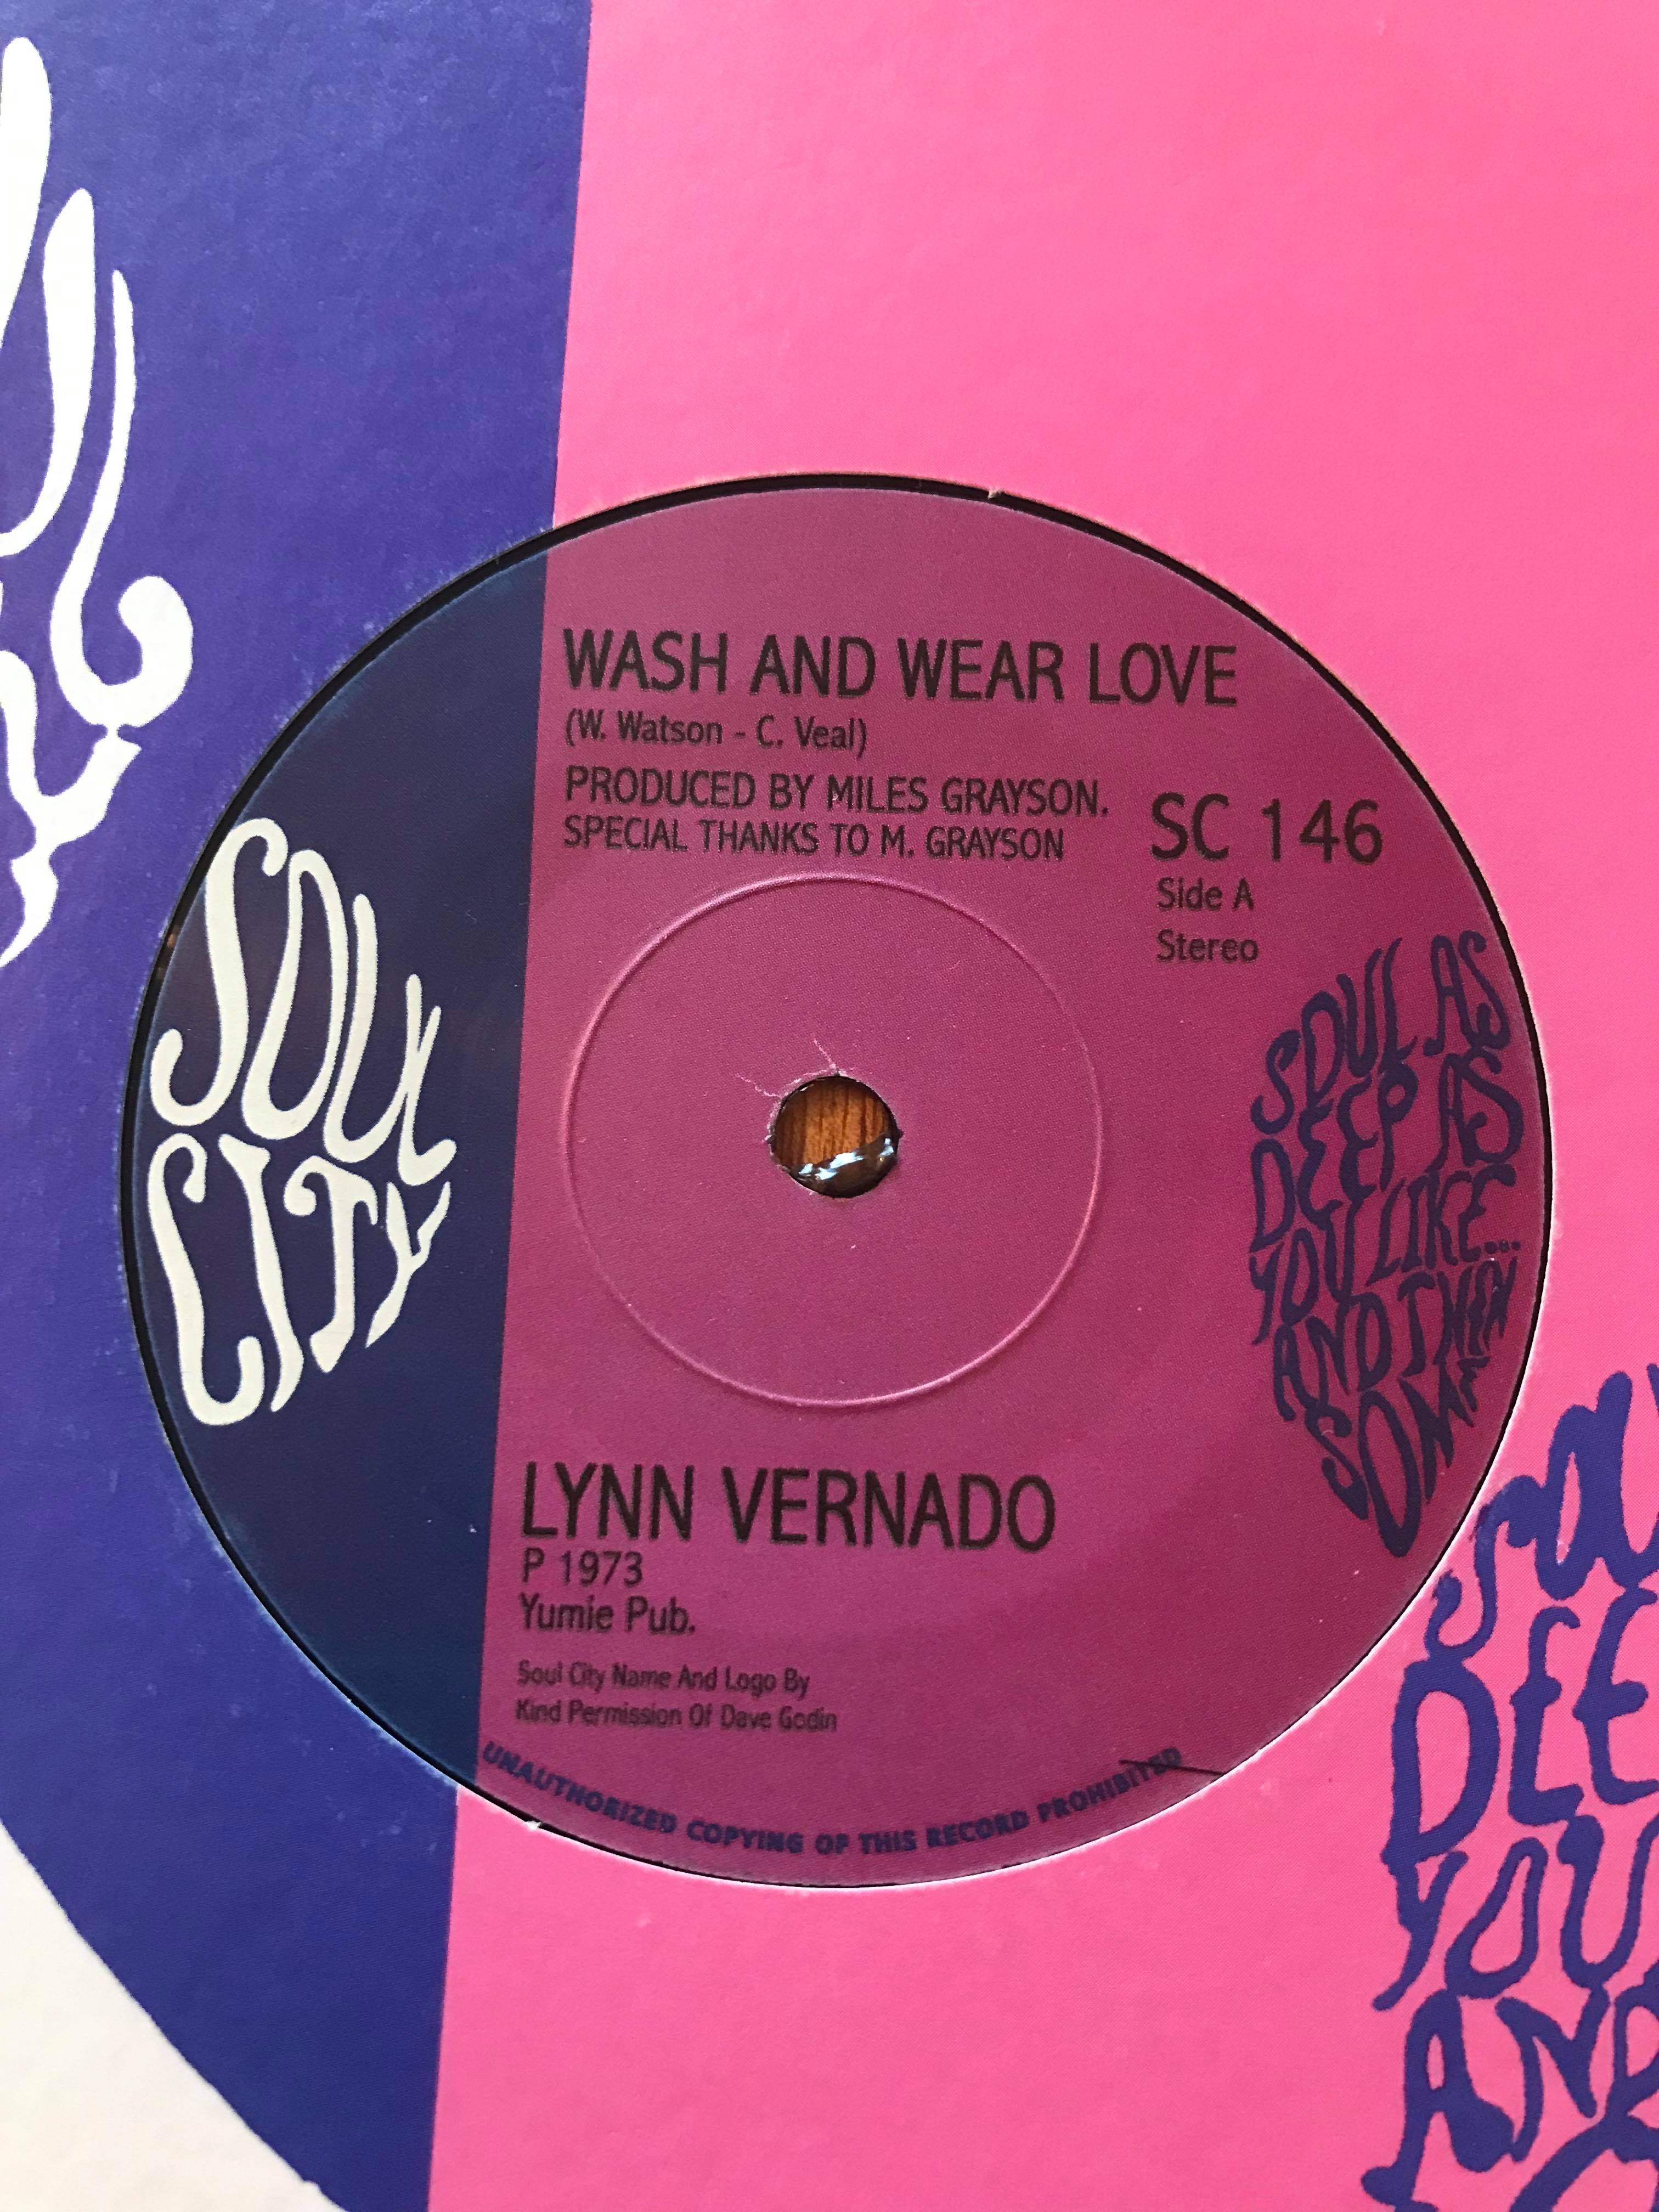 WASH AND WEAR LOVE
(W. Watson - C. Veal)
PRODUCED BY MILES GRAYSON.
SPECIAL THANKS TO M. GRAYSON
SC 146
Side A
Stereo
SOUL
CITY
SOUL AS
DEEP AS
YOU LIKE...
AND THEN
SOME
LYNN VERNADO
P 1973
Yumie Pub.
Soul City Name And Logo By
Kind Permission Of Dave Godin
UNAUTHORIZED COPYING OF THIS RECORD PROHIBITED
YOU